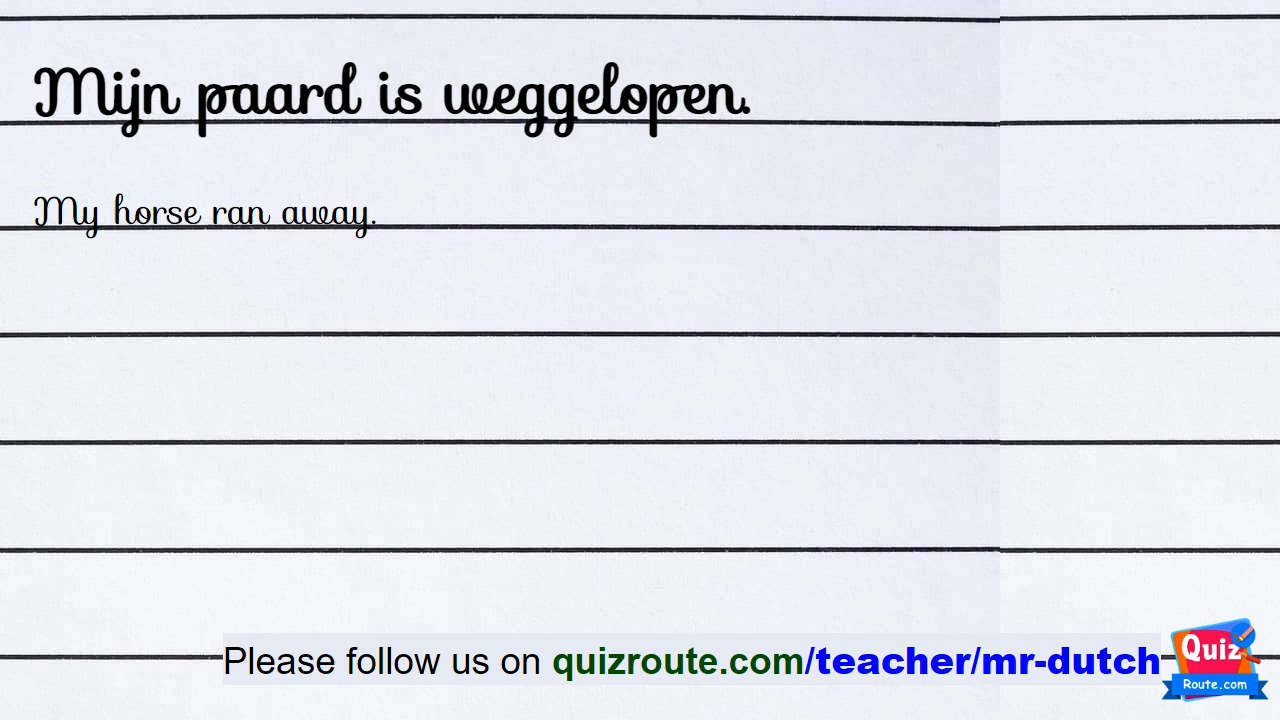 Mijn paard is weggelopen.
My horse ran away.
Please follow us on quizroute.com/teacher/mr-dutch
Quiz
Route.com